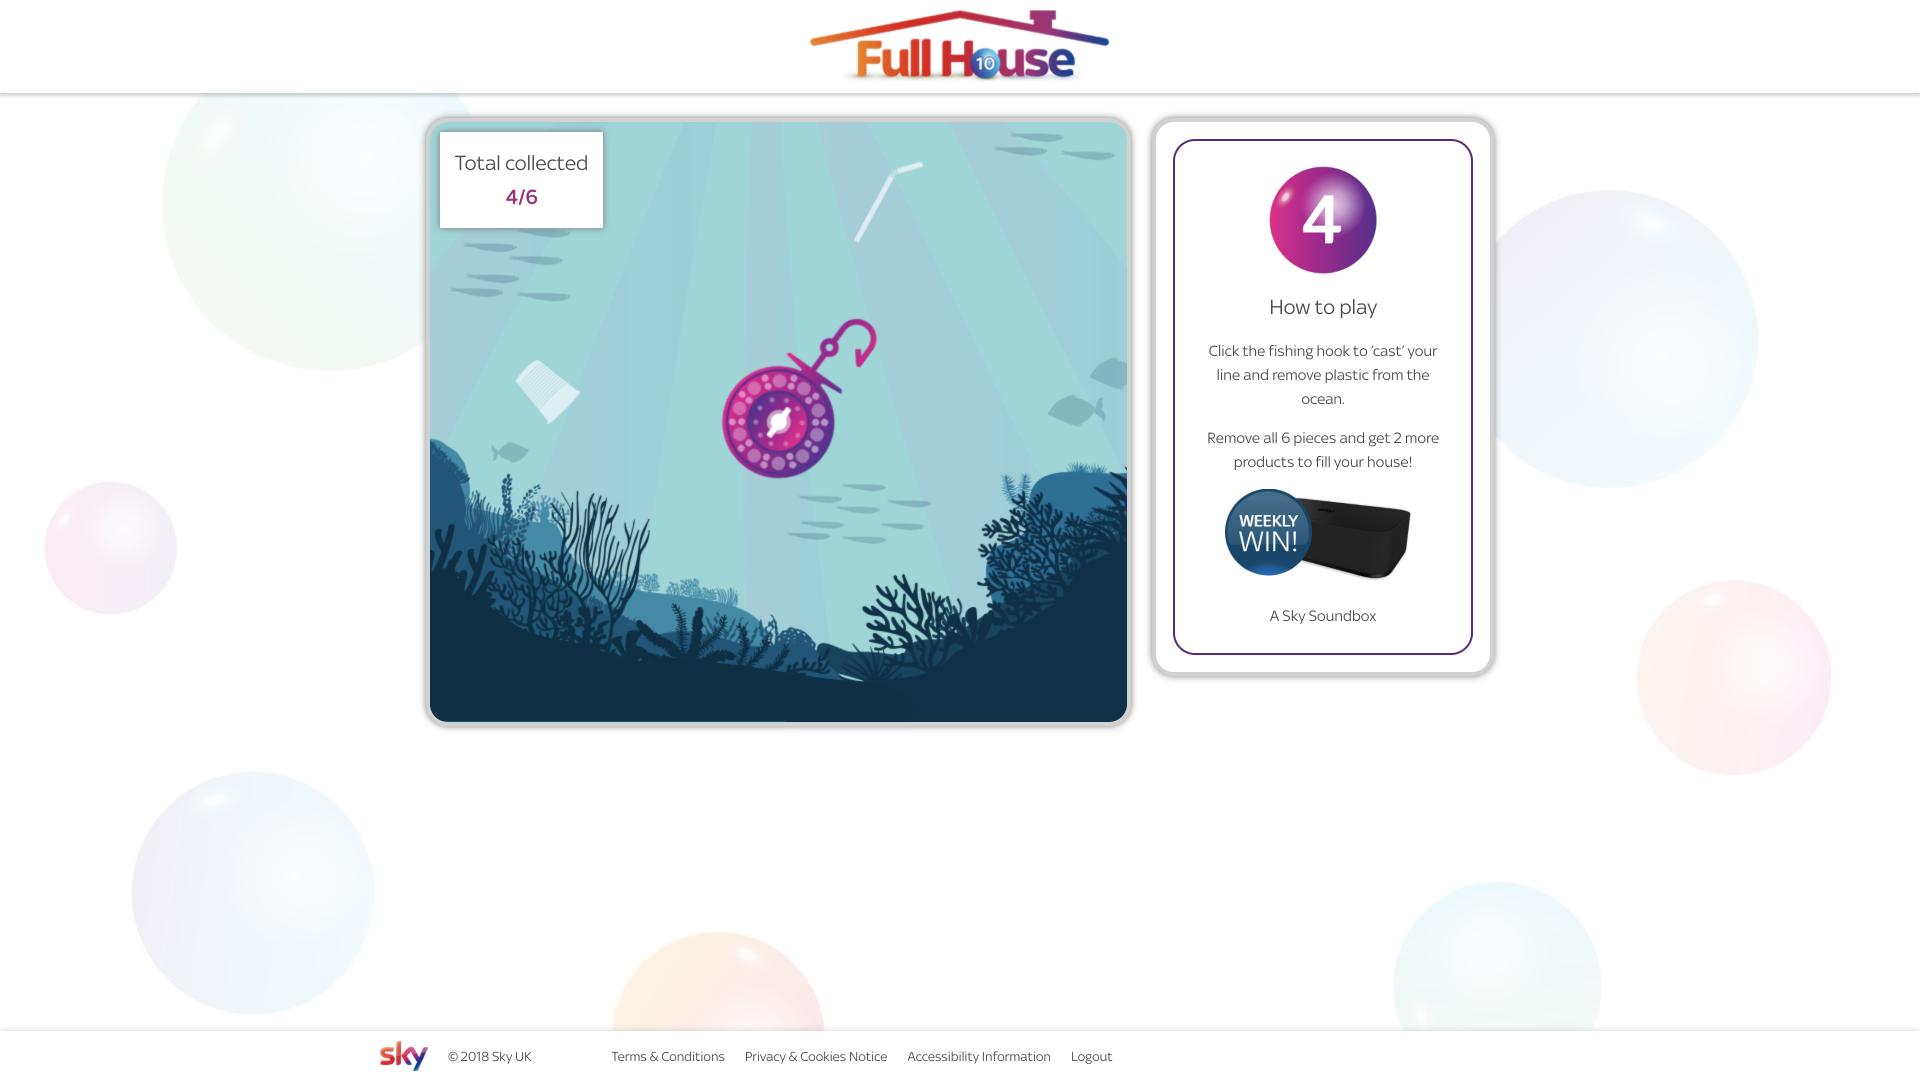 Full House
10
Total collected
4/6
4
How to play
Click the fishing hook to ‘cast’ your
line and remove plastic from the
ocean.
Remove all 6 pieces and get 2 more
products to fill your house!
WEEKLY
WIN!
A Sky Soundbox
sky © 2018 Sky UK Terms & Conditions Privacy & Cookies Notice Accessibility Information Logout